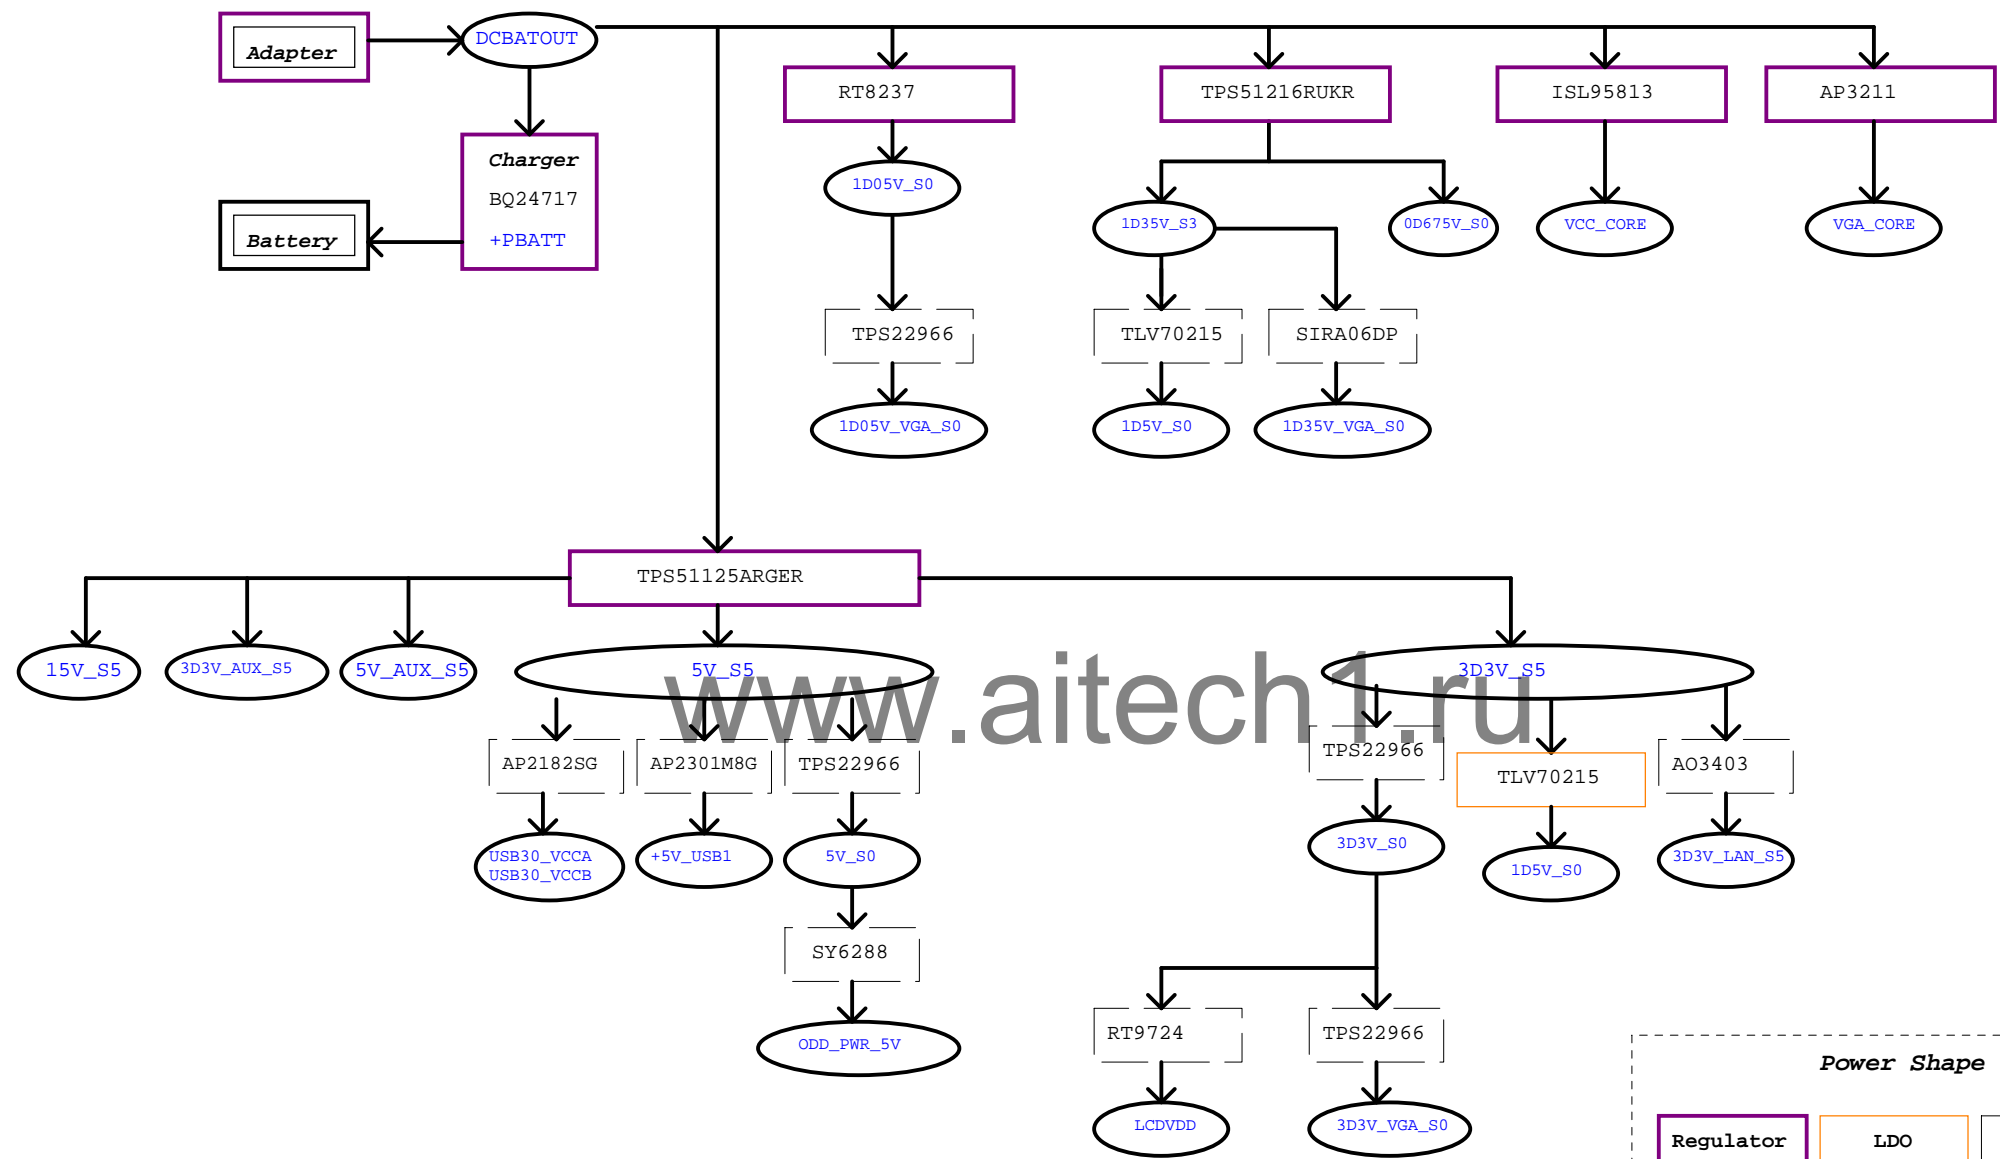 Adapter
DCBATOUT
RT8237
TPS51216RUKR
ISL95813
AP3211
Charger
BQ24717
+PBATT
Battery
1D05V_S0
1D35V_S3
0D675V_S0
VCC_CORE
VGA_CORE
TPS22966
TLV70215
SIRA06DP
1D05V_VGA_S0
1D5V_S0
1D35V_VGA_S0
TPS51125ARGER
15V_S5
3D3V_AUX_S5
5V_AUX_S5
5V_S5
3D3V_S5
www.aitech1.ru
AP2182SG
AP2301M8G
TPS22966
TPS22966
TLV70215
AO3403
USB30_VCCA
USB30_VCCB
+5V_USB1
5V_S0
3D3V_S0
1D5V_S0
3D3V_LAN_S5
SY6288
ODD_PWR_5V
RT9724
TPS22966
LCDVDD
3D3V_VGA_S0
Power Shape
Regulator
LDO